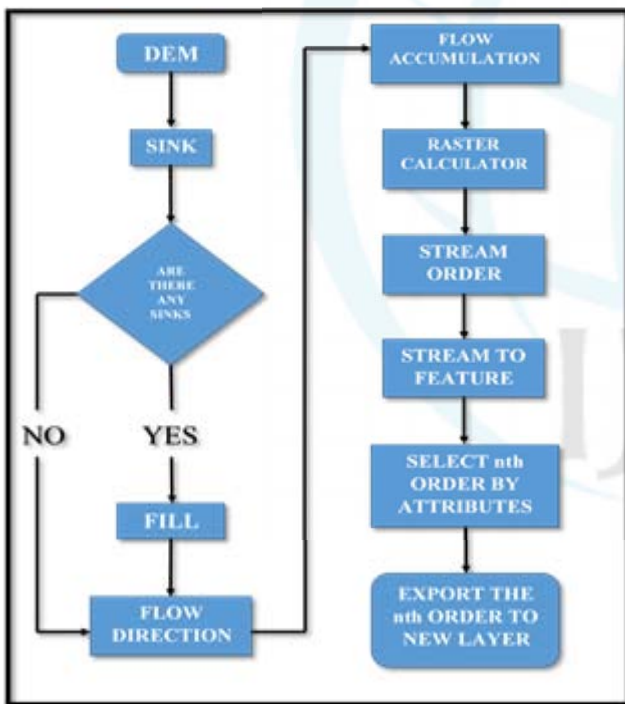 DEM
SINK
ARE
THERE
ANY
SINKS
NO
YES
FILL
FLOW
DIRECTION
FLOW
ACCUMULATION
RASTER
CALCULATOR
STREAM
ORDER
STREAM TO
FEATURE
SELECT nth
ORDER BY
ATTRIBUTES
EXPORT THE
nth ORDER TO
NEW LAYER